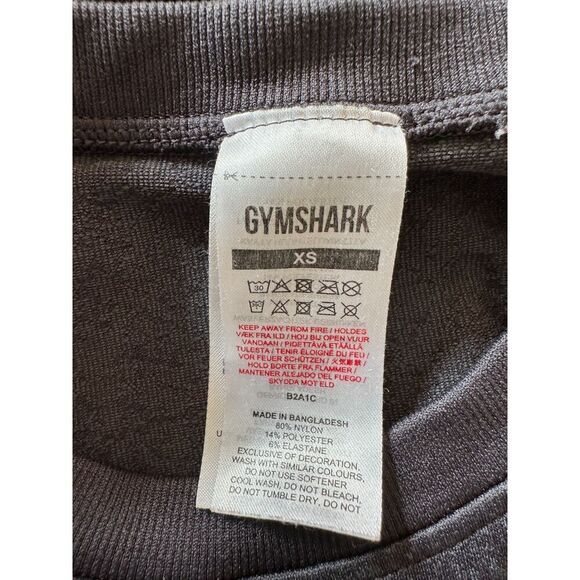 GYMSHARK
XS
30
KEEP AWAY FROM FIRE / HOLDES
VÆK FRA ILD / HOU BIJ OPEN VUUR
VANDAAN / PIDETTÄVÄ ETÄÄLLÄ
TULESTA / TENIR ÉLOIGNÉ DU FEU /
VOR FEUER SCHÜTZEN / 火気厳禁 /
HOLD BORTE FRA FLAMMER /
MANTENER ALEJADO DEL FUEGO /
SKYDDA MOT ELD
B2A1C
MADE IN BANGLADESH
80% NYLON
14% POLYESTER
6% ELASTANE
EXCLUSIVE OF DECORATION,
WASH WITH SIMILAR COLOURS,
DO NOT USE SOFTENER
COOL WASH, DO NOT BLEACH,
DO NOT TUMBLE DRY, DO NOT